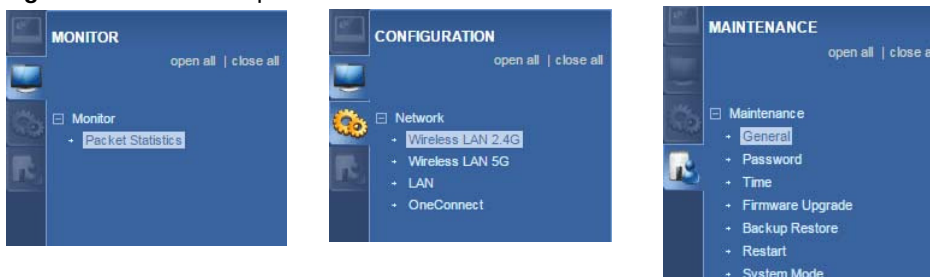 MONITOR
open all | close all
Monitor
Packet Statistics
CONFIGURATION
open all | close all
Network
Wireless LAN 2.4G
Wireless LAN 5G
LAN
OneConnect
MAINTENANCE
open all | close a
Maintenance
General
Password
Time
Firmware Upgrade
Backup Restore
Restart
System Mode